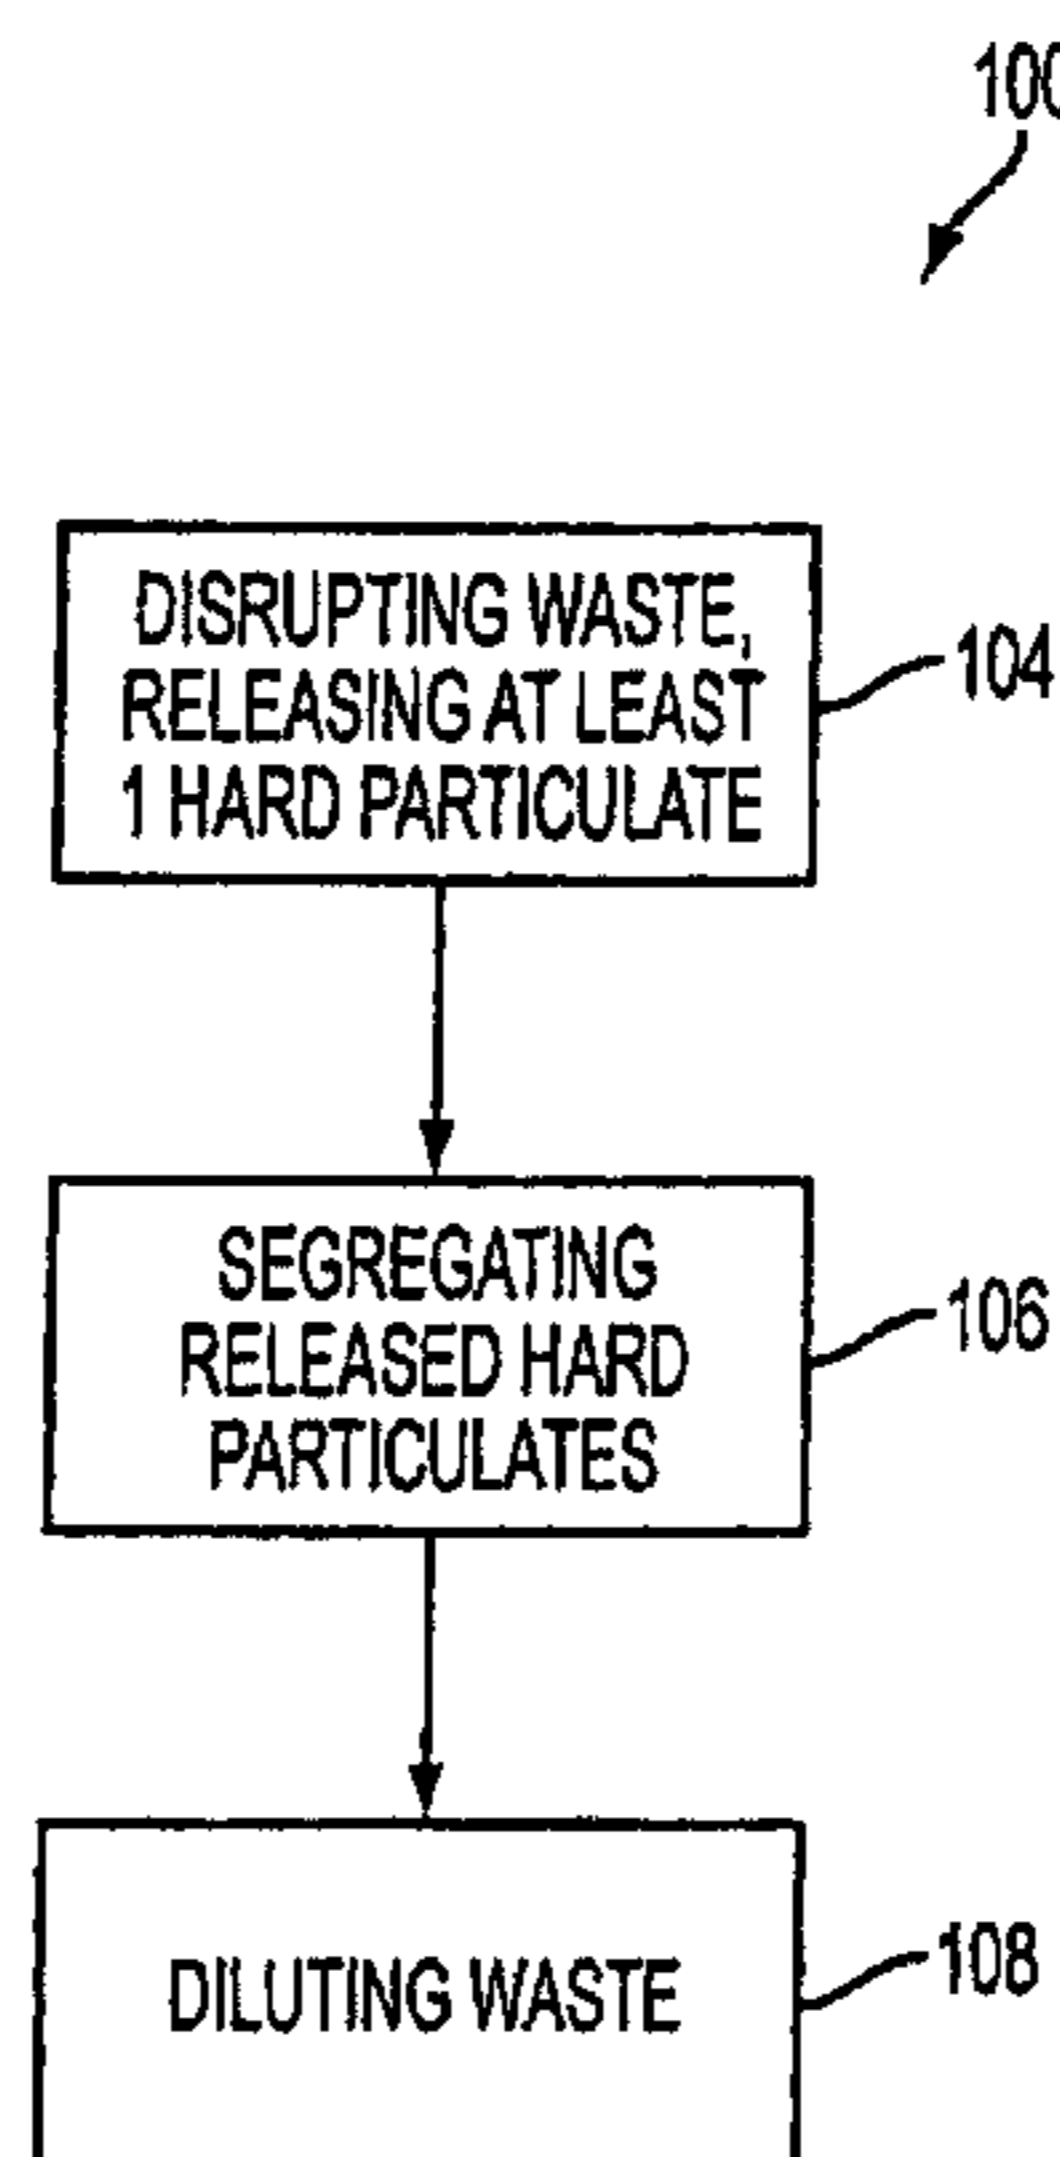 100
DISRUPTING WASTE,
RELEASING AT LEAST
1 HARD PARTICULATE
104
SEGREGATING
RELEASED HARD
PARTICULATES
106
DILUTING WASTE
108